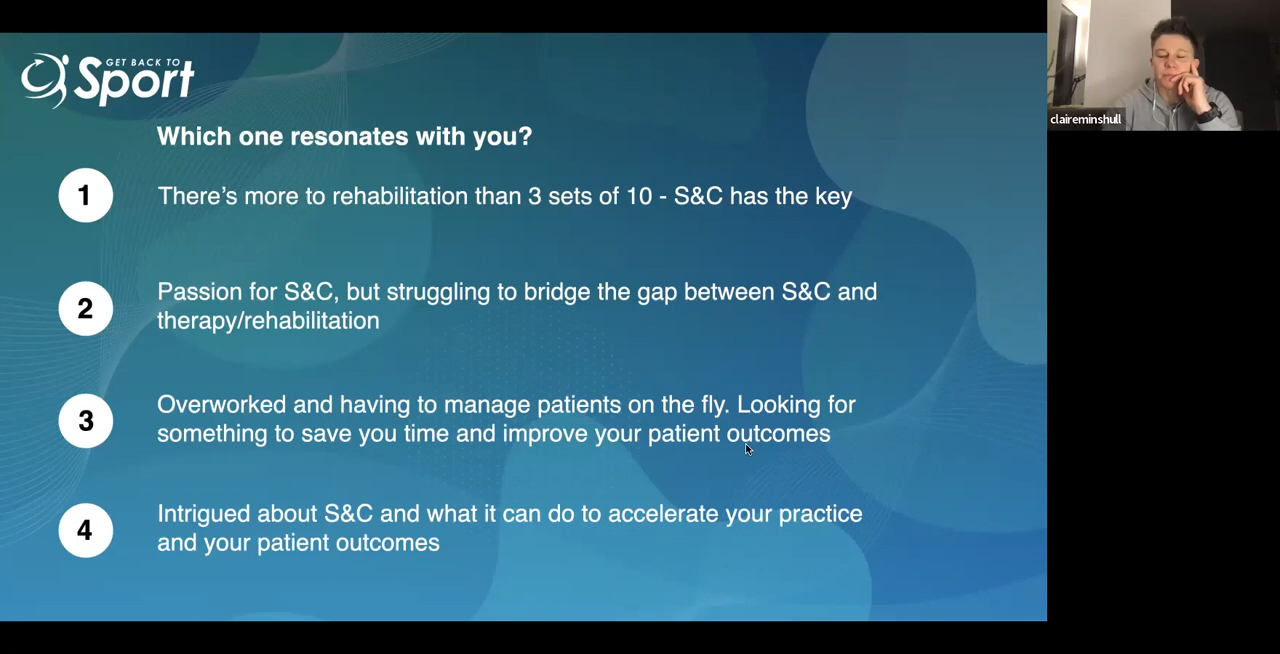 GET BACK TO
Sport
Which one resonates with you?
1
There’s more to rehabilitation than 3 sets of 10 - S&C has the key
2
Passion for S&C, but struggling to bridge the gap between S&C and
therapy/rehabilitation
3
Overworked and having to manage patients on the fly. Looking for
something to save you time and improve your patient outcomes
4
Intrigued about S&C and what it can do to accelerate your practice
and your patient outcomes
claireminshull